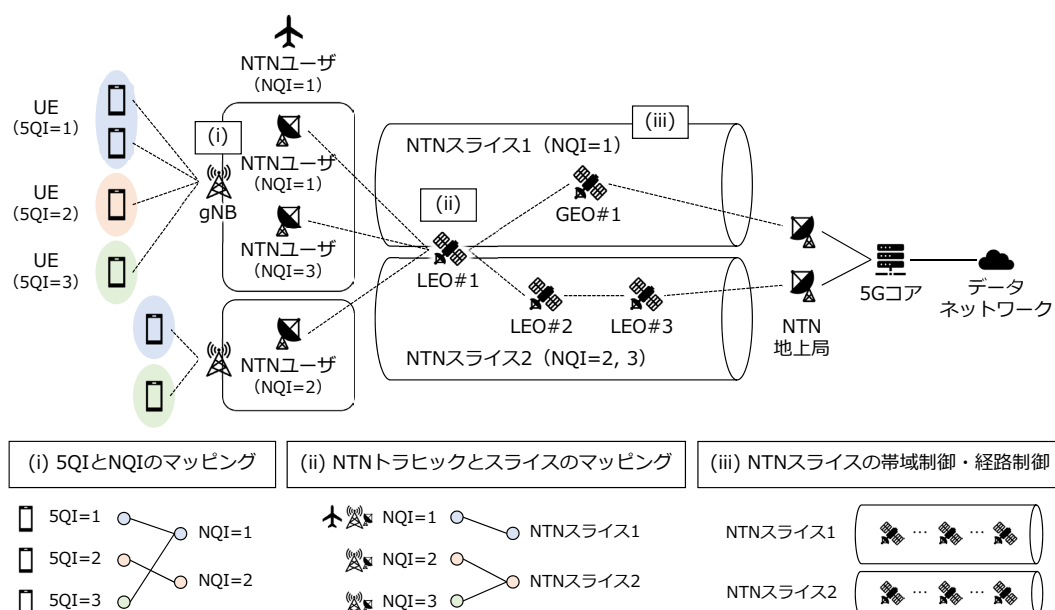 NTNユーザ
(NQI=1)
UE
(5QI=1)
(i)
NTNユーザ
(NQI=1)
(iii)
NTNスライス1(NQI=1)
UE
(5QI=2)
gNB
(ii)
GEO#1
UE
(5QI=3)
NTNユーザ
(NQI=3)
LEO#1
LEO#2
LEO#3
NTN
地上局
5Gコア
データ
ネットワーク
NTNユーザ
(NQI=2)
NTNスライス2(NQI=2, 3)
(i) 5QIとNQIのマッピング
5QI=1
5QI=2
5QI=3
NQI=1
NQI=2
(ii) NTNトラヒックとスライスのマッピング
NQI=1
NQI=2
NQI=3
NTNスライス1
NTNスライス2
(iii) NTNスライスの帯域制御・経路制御
NTNスライス1
… …
NTNスライス2
… …